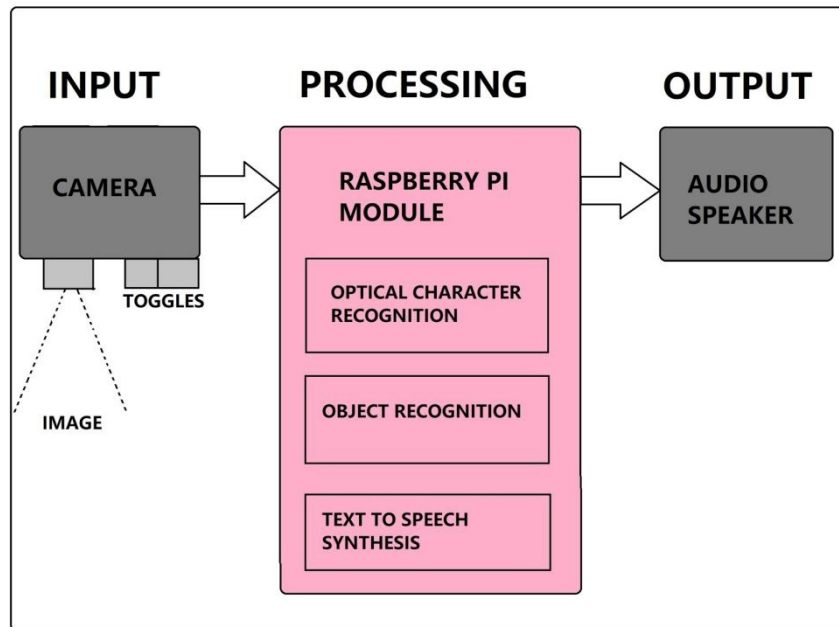 INPUT
PROCESSING
OUTPUT
CAMERA
TOGGLES
IMAGE
RASPBERRY PI
MODULE
OPTICAL CHARACTER
RECOGNITION
OBJECT RECOGNITION
TEXT TO SPEECH
SYNTHESIS
AUDIO
SPEAKER